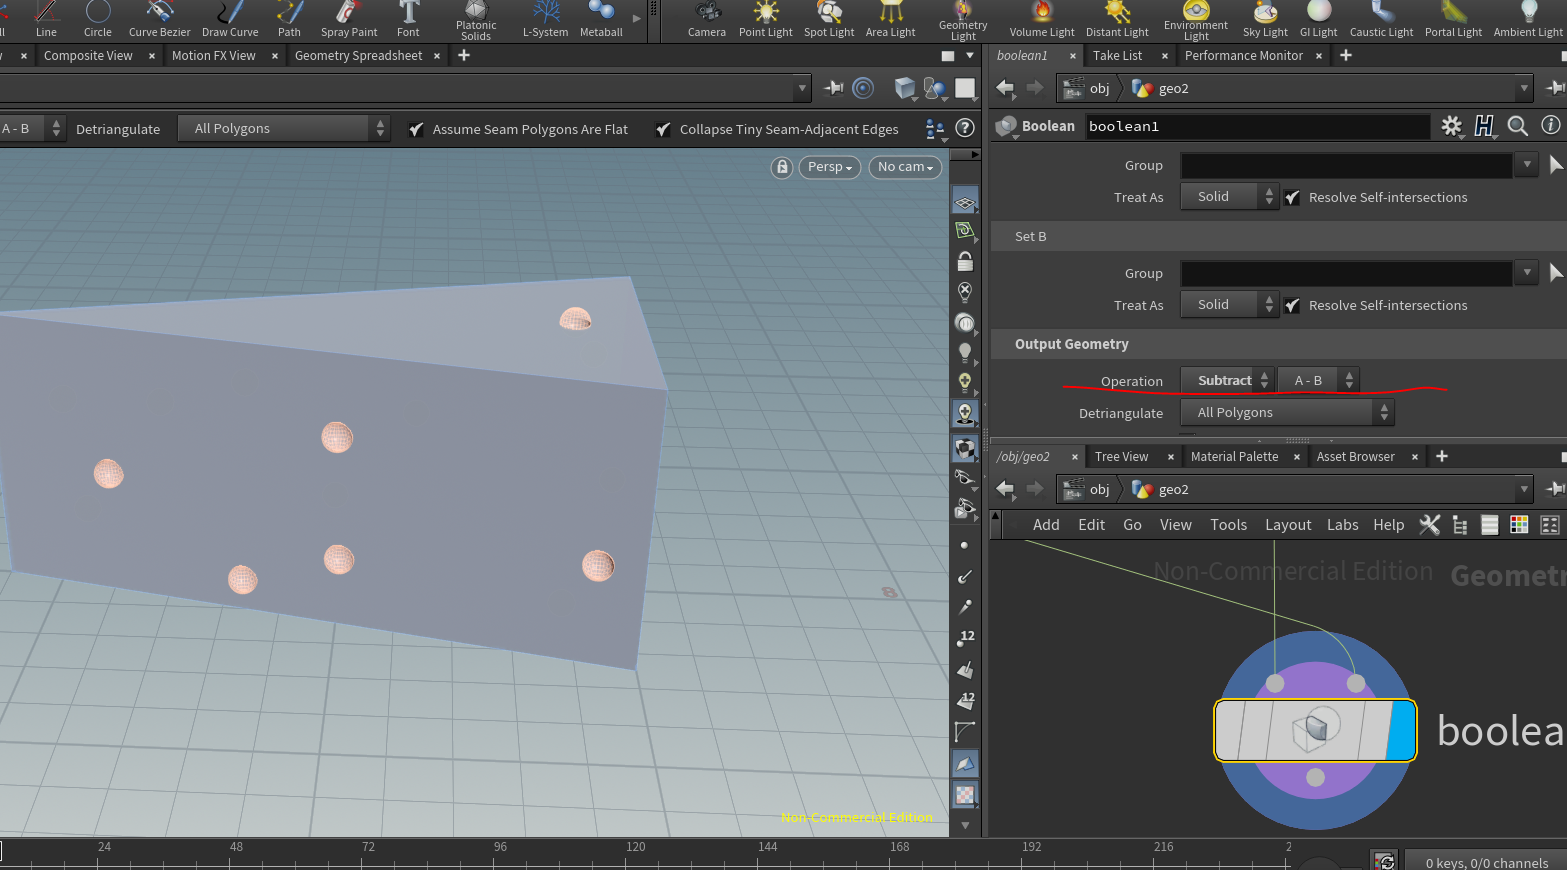 Line
Circle
Curve Bezier
Draw Curve
Path
Spray Paint
Font
Platonic
Solids
L-System
Metaball
Camera
Point Light
Spot Light
Area Light
Geometry
Light
Volume Light
Distant Light
Environment
Light
Sky Light
GI Light
Caustic Light
Portal Light
Ambient Light
Composite View
Motion FX View
Geometry Spreadsheet
boolean1
Take List
Performance Monitor
obj
geo2
A - B
Detriangulate
All Polygons
Assume Seam Polygons Are Flat
Collapse Tiny Seam-Adjacent Edges
Boolean
boolean1
Persp
No cam
12
12
8
Non-Commercial Edition
Group
Treat As
Solid
Resolve Self-intersections
Set B
Group
Treat As
Solid
Resolve Self-intersections
Output Geometry
Operation
Subtract
A - B
Detriangulate
All Polygons
/obj/geo2
Tree View
Material Palette
Asset Browser
obj
geo2
Add
Edit
Go
View
Tools
Layout
Labs
Help
Non-Commercial Edition
Geometr
boolea
24
48
72
96
120
144
168
192
216
2
0 keys, 0/0 channels